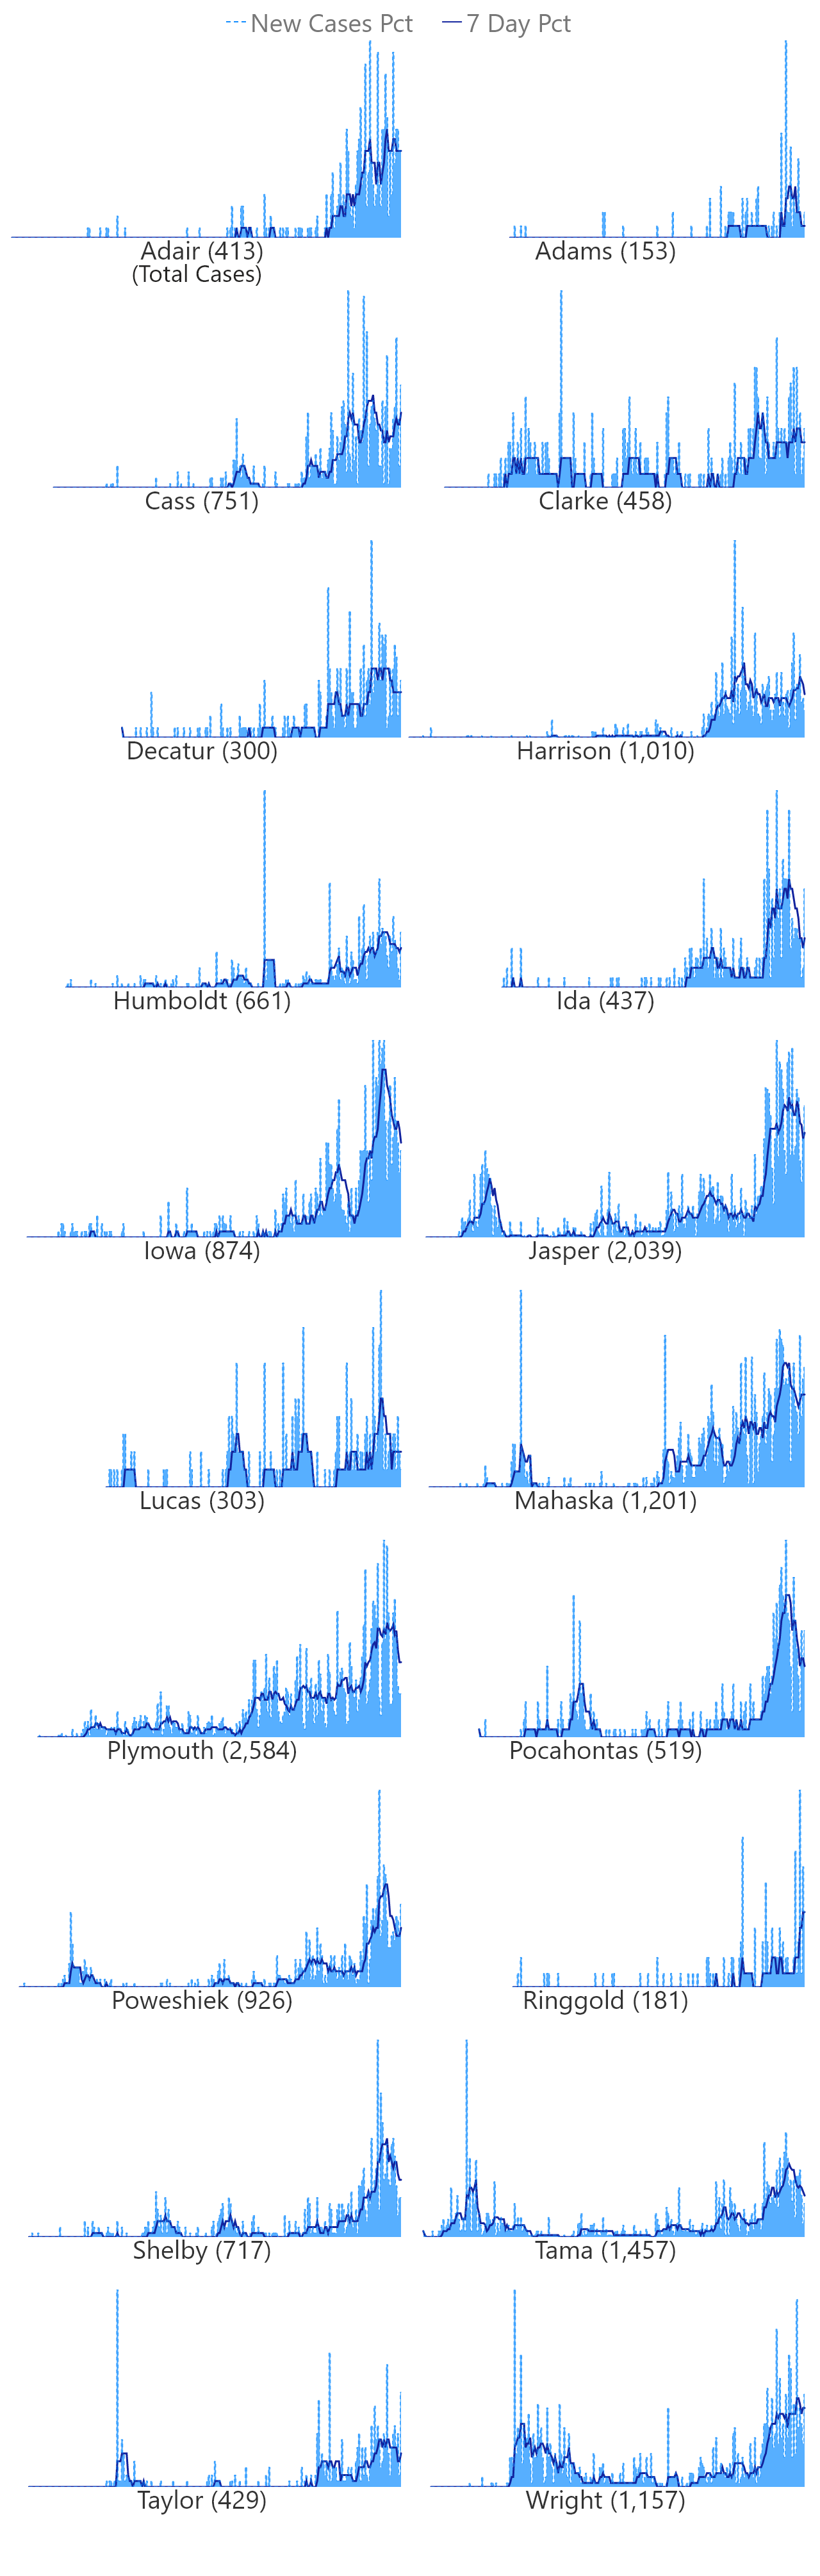 New Cases Pct 7 Day Pct
Adair (413) Adams (153)
(Total Cases)
Cass (751) Clarke (458)
Decatur (300) Harrison (1,010)
Humboldt (661) Ida (437)
Iowa (874) Jasper (2,039)
Lucas (303) Mahaska (1,201)
Plymouth (2,584) Pocahontas (519)
Poweshiek (926) Ringgold (181)
Shelby (717) Tama (1,457)
Taylor (429) Wright (1,157)